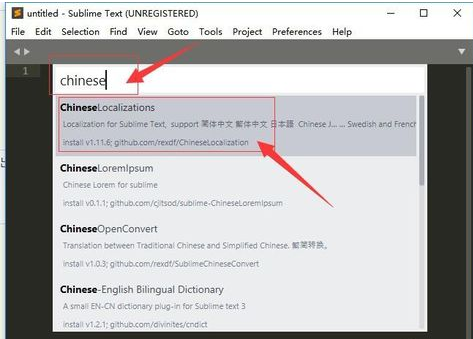 untitled - Sublime Text (UNREGISTERED)
File Edit Selection Find View Goto Tools Project Preferences Help
1
chinese
ChineseLocalizations
Localization for Sublime Text, support 简体中文 繁体中文 日本語 Chinese J... ... Swedish and French
install v1.11.6; github.com/rexdf/ChineseLocalization
ChineseLoremIpsum
Chinese Lorem for sublime
install v0.1.1; github.com/cjltsod/sublime-ChineseLoremIpsum
ChineseOpenConvert
Translation between Traditional Chinese and Simplified Chinese. 繁简转换。
install v1.0.3; github.com/rexdf/SublimeChineseConvert
Chinese-English Bilingual Dictionary
A small EN-CN dictionary plug-in for Sublime text 3
install v1.2.1; github.com/divinites/cndict